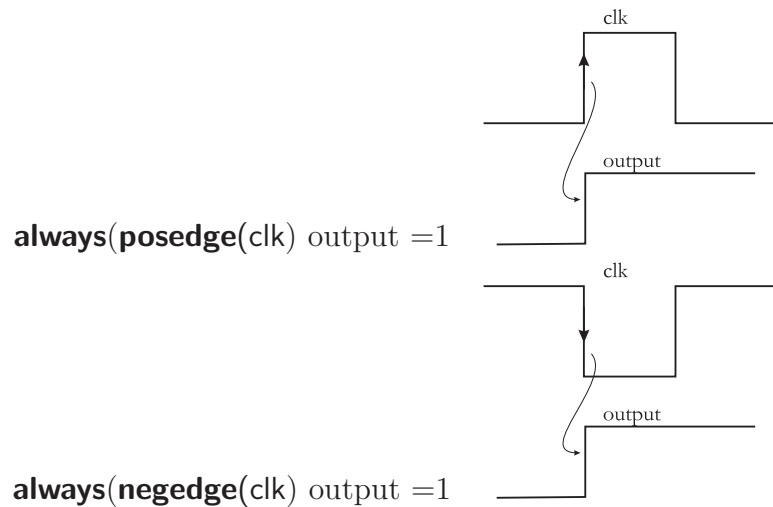 clk
output
always(posedge(clk) output =1
clk
output
always(negedge(clk) output =1